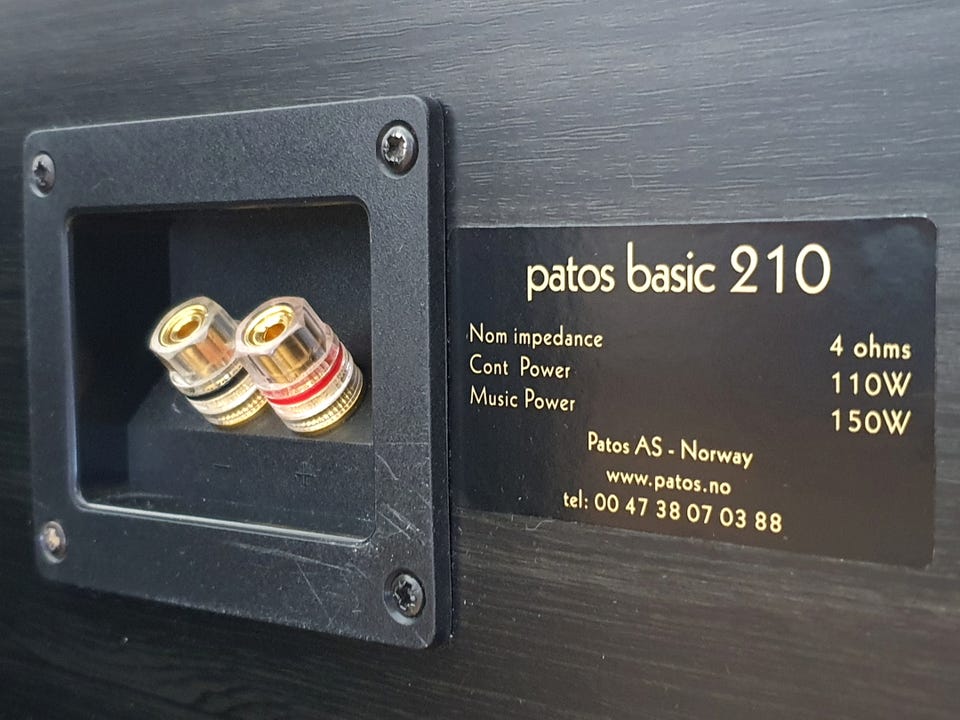 patos basic 210
Nom impedance 4 ohms
Cont Power 110W
Music Power 150W
Patos AS - Norway
www.patos.no
tel: 00 47 38 07 03 88
- +